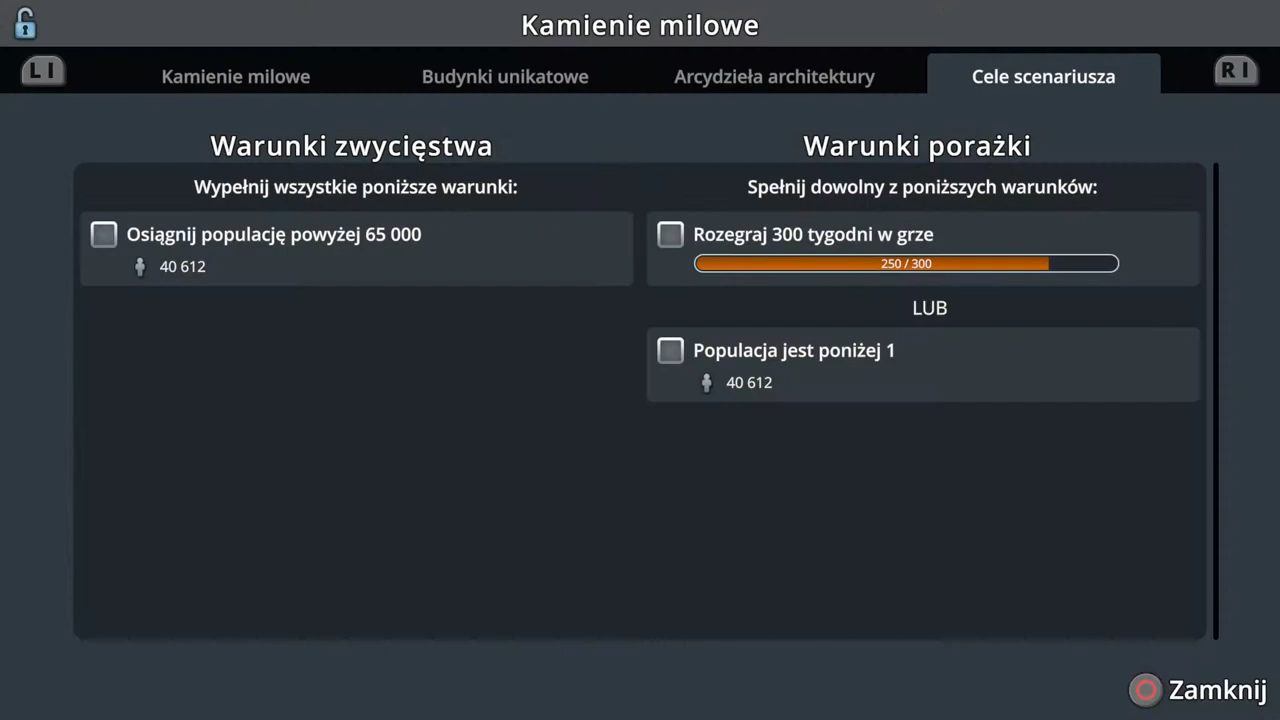 Kamienie milowe
L1
Kamienie milowe
Budynki unikatowe
Arcydzieła architektury
Cele scenariusza
R1
Warunki zwycięstwa
Wypełnij wszystkie poniższe warunki:
Osiągnij populację powyżej 65 000
40 612
Warunki porażki
Spełnij dowolny z poniższych warunków:
Rozegraj 300 tygodni w grze
250 / 300
LUB
Populacja jest poniżej 1
40 612
Zamknij